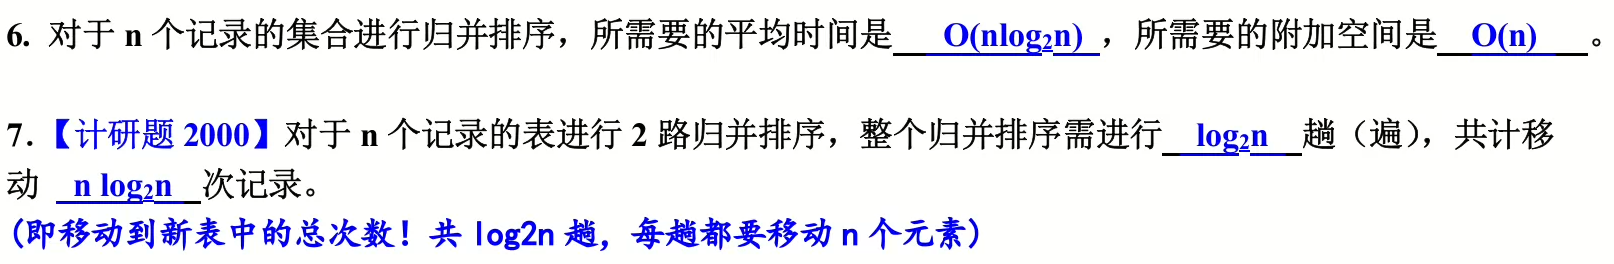 6. 对于 n 个记录的集合进行归并排序，所需要的平均时间是 O(nlog₂n) ，所需要的附加空间是 O(n) 。
7.【计研题 2000】对于 n 个记录的表进行 2 路归并排序，整个归并排序需进行 log₂n 趟（遍），共计移
动 n log₂n 次记录。
(即移动到新表中的总次数！共 log2n 趟，每趟都要移动 n 个元素)